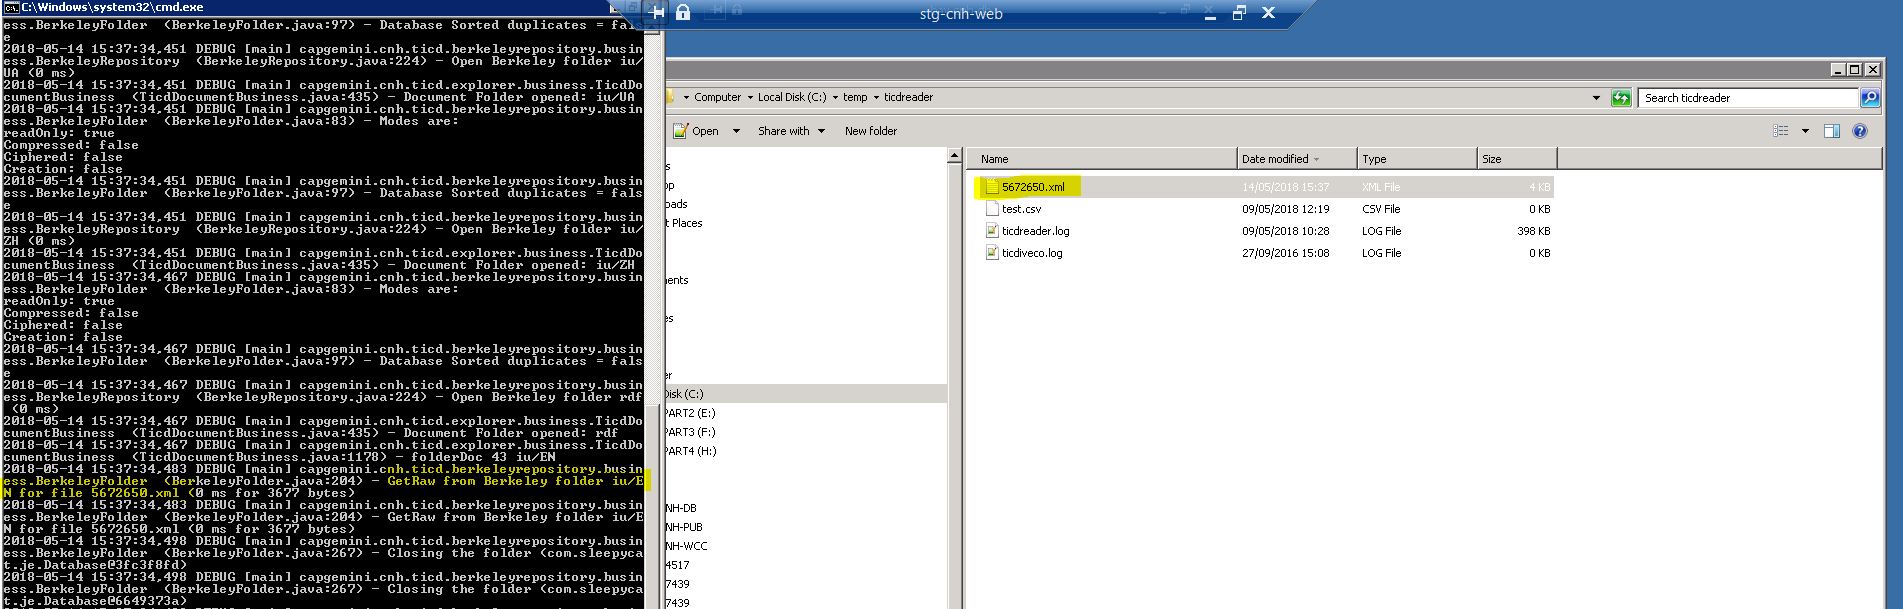 C:\Windows\system32\cmd.exe
ess.BerkeleyFolder (BerkeleyFolder.java:97) - Database Sorted duplicates = fals
e
2018-05-14 15:37:34,451 DEBUG [main] capgemini.cnh.ticd.berkeleyrepository.busin
ess.BerkeleyRepository (BerkeleyRepository.java:224) - Open Berkeley folder iu/
UA (0 ms)
2018-05-14 15:37:34,451 DEBUG [main] capgemini.cnh.ticd.explorer.business.TicdDo
cumentBusiness (TicdDocumentBusiness.java:435) - Document Folder opened: iu/UA
2018-05-14 15:37:34,451 DEBUG [main] capgemini.cnh.ticd.berkeleyrepository.busin
ess.BerkeleyFolder (BerkeleyFolder.java:83) - Modes are:
readOnly: true
Compressed: false
Ciphered: false
Creation: false
2018-05-14 15:37:34,451 DEBUG [main] capgemini.cnh.ticd.berkeleyrepository.busin
ess.BerkeleyFolder (BerkeleyFolder.java:97) - Database Sorted duplicates = fals
e
2018-05-14 15:37:34,451 DEBUG [main] capgemini.cnh.ticd.berkeleyrepository.busin
ess.BerkeleyRepository (BerkeleyRepository.java:224) - Open Berkeley folder iu/
ZH (0 ms)
2018-05-14 15:37:34,451 DEBUG [main] capgemini.cnh.ticd.explorer.business.TicdDo
cumentBusiness (TicdDocumentBusiness.java:435) - Document Folder opened: iu/ZH
2018-05-14 15:37:34,467 DEBUG [main] capgemini.cnh.ticd.berkeleyrepository.busin
ess.BerkeleyFolder (BerkeleyFolder.java:83) - Modes are:
readOnly: true
Compressed: false
Ciphered: false
Creation: false
2018-05-14 15:37:34,467 DEBUG [main] capgemini.cnh.ticd.berkeleyrepository.busin
ess.BerkeleyFolder (BerkeleyFolder.java:97) - Database Sorted duplicates = fals
e
2018-05-14 15:37:34,467 DEBUG [main] capgemini.cnh.ticd.berkeleyrepository.busin
ess.BerkeleyRepository (BerkeleyRepository.java:224) - Open Berkeley folder rdf
(0 ms)
2018-05-14 15:37:34,467 DEBUG [main] capgemini.cnh.ticd.explorer.business.TicdDo
cumentBusiness (TicdDocumentBusiness.java:435) - Document Folder opened: rdf
2018-05-14 15:37:34,467 DEBUG [main] capgemini.cnh.ticd.explorer.business.TicdDo
cumentBusiness (TicdDocumentBusiness.java:1178) - folderDoc 43 iu/EN
2018-05-14 15:37:34,483 DEBUG [main] capgemini.cnh.ticd.berkeleyrepository.busin
ess.BerkeleyFolder (BerkeleyFolder.java:204) - GetRaw from Berkeley folder iu/E
N for file 5672650.xml (0 ms for 3677 bytes)
2018-05-14 15:37:34,483 DEBUG [main] capgemini.cnh.ticd.berkeleyrepository.busin
ess.BerkeleyFolder (BerkeleyFolder.java:204) - GetRaw from Berkeley folder iu/E
N for file 5672650.xml (0 ms for 3677 bytes)
2018-05-14 15:37:34,498 DEBUG [main] capgemini.cnh.ticd.berkeleyrepository.busin
ess.BerkeleyFolder (BerkeleyFolder.java:267) - Closing the folder (com.sleepyca
t.je.Database@3fc3f8fd)
2018-05-14 15:37:34,498 DEBUG [main] capgemini.cnh.ticd.berkeleyrepository.busin
ess.BerkeleyFolder (BerkeleyFolder.java:267) - Closing the folder (com.sleepyca
t.je.Database@6649373a)
stg-cnh-web
Computer Local Disk (C:) temp ticdreader
Search ticdreader
Open Share with New folder
s
op
oads
t Places
ments
es
er
Disk (C:)
PART2 (E:)
PART3 (F:)
PART4 (H:)
NH-DB
NH-PUB
NH-WCC
4517
7439
7439
Name Date modified Type Size
5672650.xml 14/05/2018 15:37 XML File 4 KB
test.csv 09/05/2018 12:19 CSV File 0 KB
ticdreader.log 09/05/2018 10:28 LOG File 398 KB
ticdiveco.log 27/09/2016 15:08 LOG File 0 KB